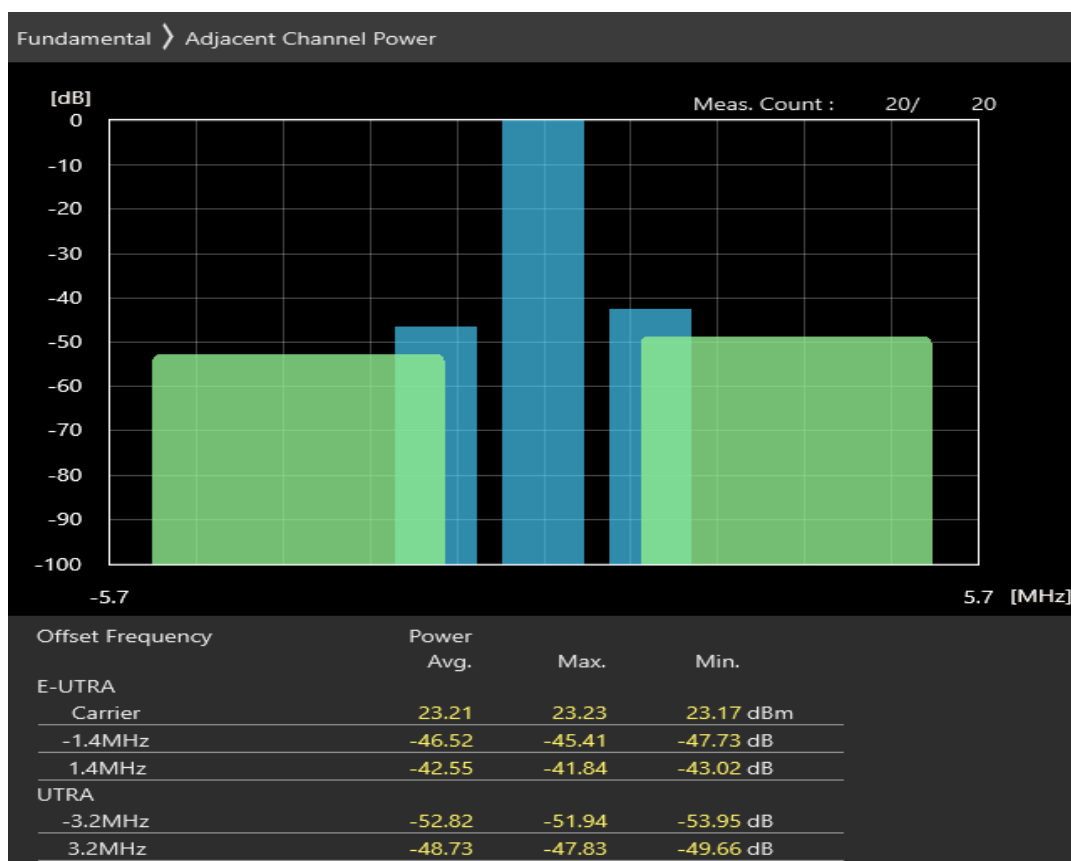 Fundamental 〉 Adjacent Channel Power
[dB]
Meas. Count : 20/ 20
0
-10
-20
-30
-40
-50
-60
-70
-80
-90
-100
-5.7 5.7 [MHz]
Offset Frequency Power
Avg. Max. Min.
E-UTRA
Carrier 23.21 23.23 23.17 dBm
-1.4MHz -46.52 -45.41 -47.73 dB
1.4MHz -42.55 -41.84 -43.02 dB
UTRA
-3.2MHz -52.82 -51.94 -53.95 dB
3.2MHz -48.73 -47.83 -49.66 dB